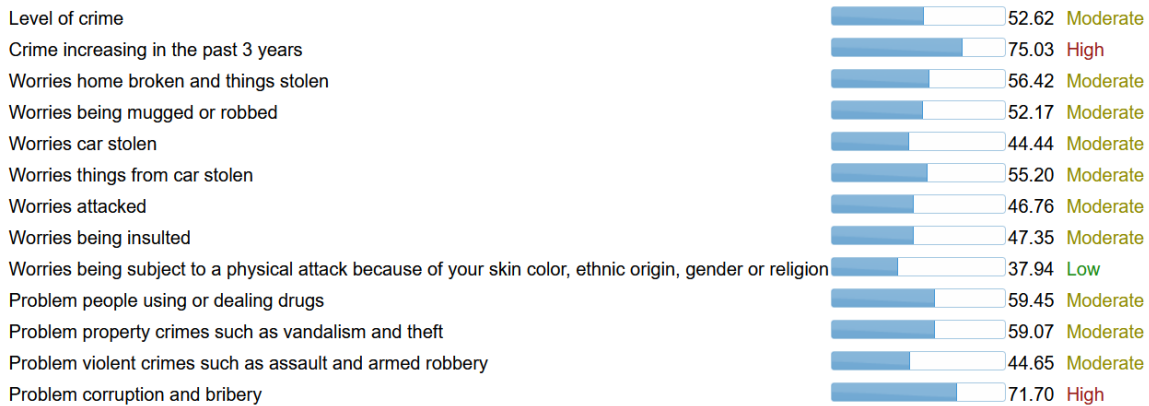 Level of crime 52.62 Moderate
Crime increasing in the past 3 years 75.03 High
Worries home broken and things stolen 56.42 Moderate
Worries being mugged or robbed 52.17 Moderate
Worries car stolen 44.44 Moderate
Worries things from car stolen 55.20 Moderate
Worries attacked 46.76 Moderate
Worries being insulted 47.35 Moderate
Worries being subject to a physical attack because of your skin color, ethnic origin, gender or religion 37.94 Low
Problem people using or dealing drugs 59.45 Moderate
Problem property crimes such as vandalism and theft 59.07 Moderate
Problem violent crimes such as assault and armed robbery 44.65 Moderate
Problem corruption and bribery 71.70 High